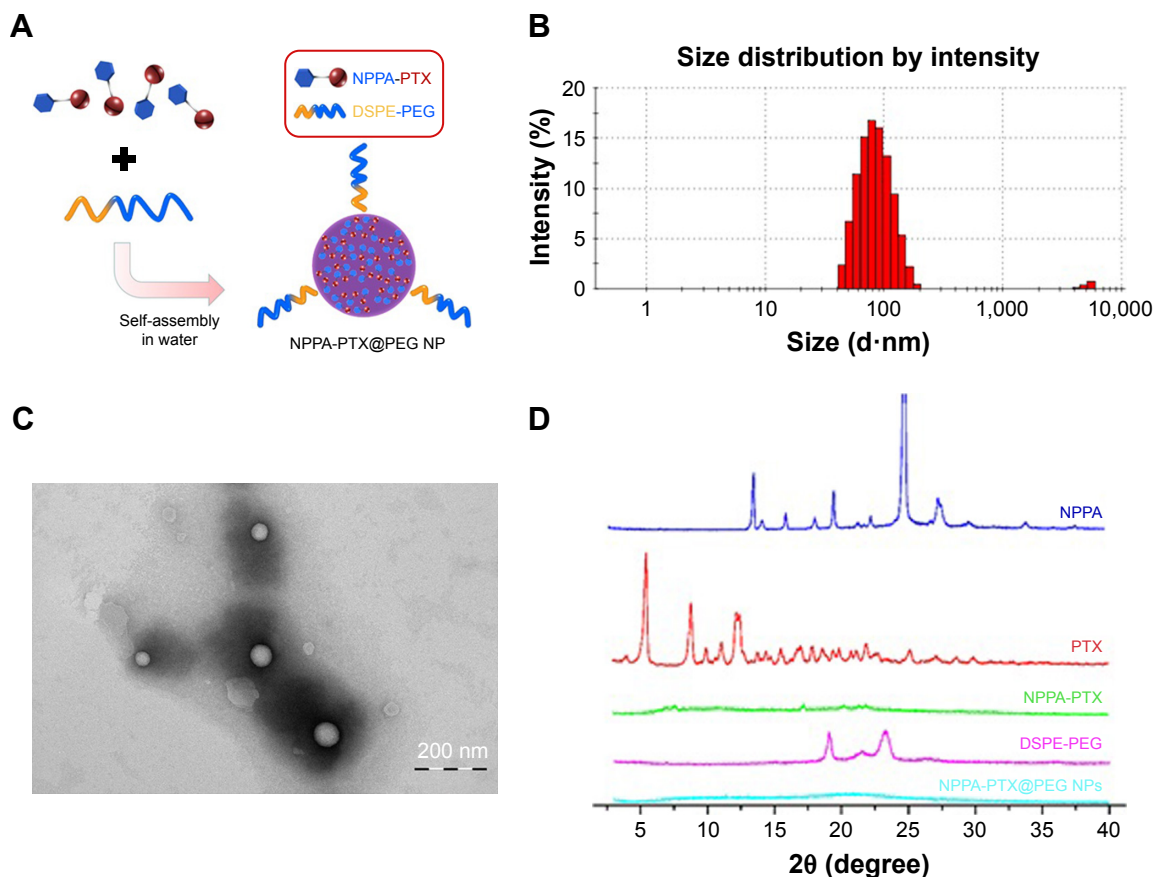 A
NPPA-PTX
DSPE-PEG
Self-assembly
in water
NPPA-PTX@PEG NP
B
Size distribution by intensity
Intensity (%)
20
15
10
5
0
1
10
100
1,000
10,000
Size (d·nm)
C
200 nm
D
NPPA
PTX
NPPA-PTX
DSPE-PEG
NPPA-PTX@PEG NPs
5
10
15
20
25
30
35
40
2θ (degree)